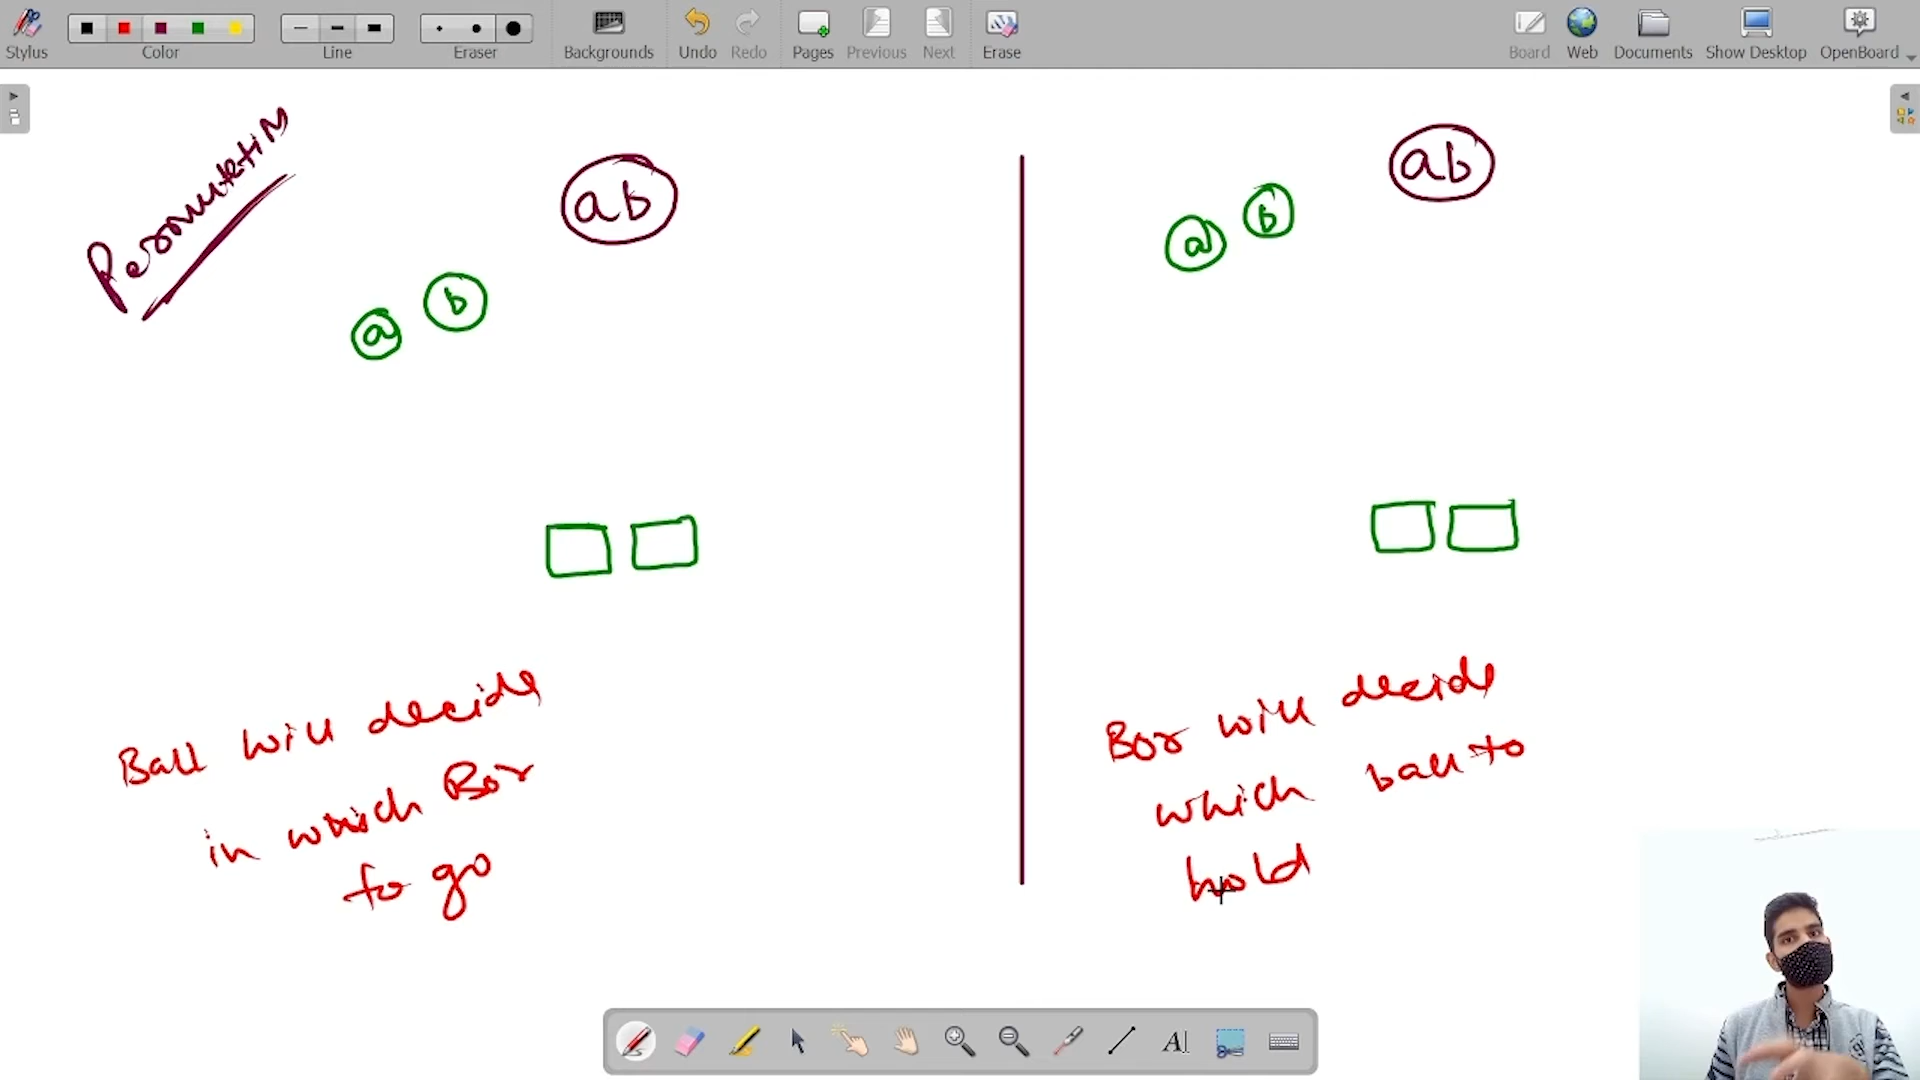 Stylus
Color
Line
Eraser
Backgrounds
Undo
Redo
Pages
Previous
Next
Erase
Board
Web
Documents
Show Desktop
OpenBoard
Permutation
ab
a b
Ball will decide
in which Box
to go
ab
a b
Box will decide
which ball to
hold
A